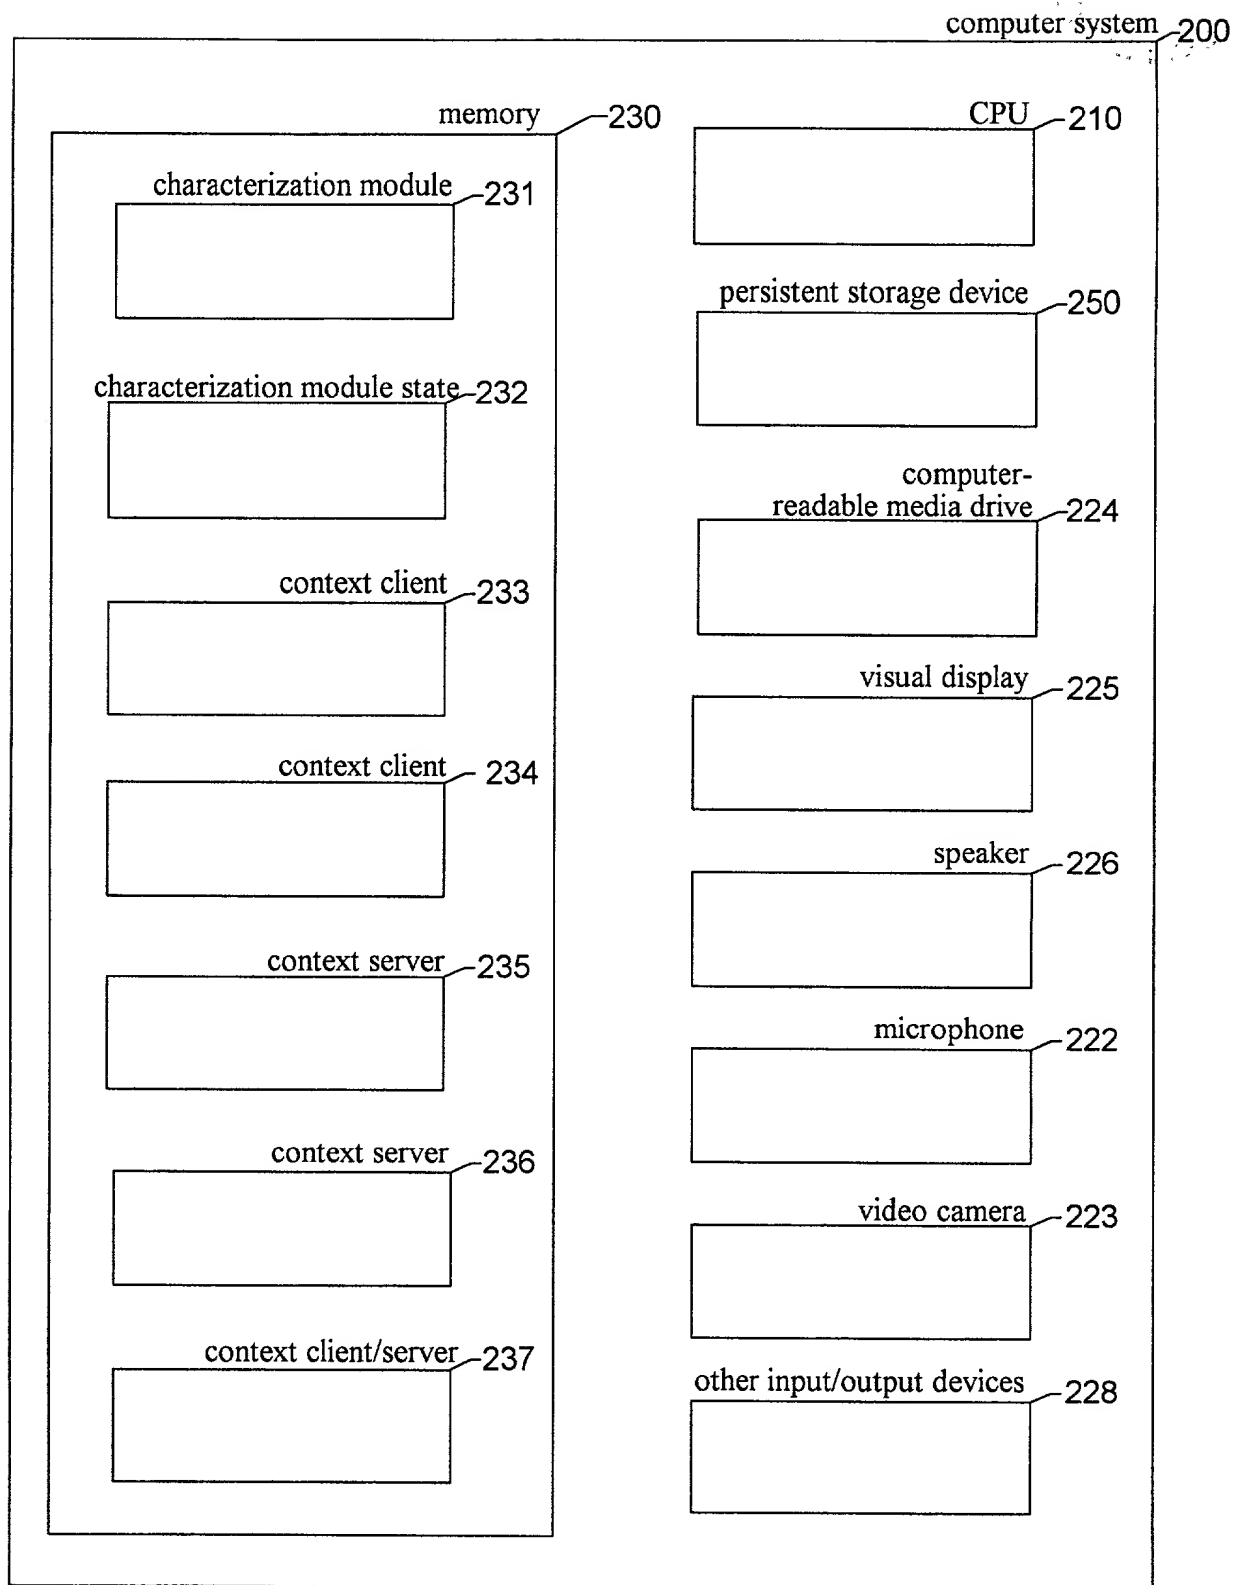 computer system 200
memory 230
characterization module 231
characterization module state 232
context client 233
context client 234
context server 235
context server 236
context client/server 237
CPU 210
persistent storage device 250
computer-
readable media drive 224
visual display 225
speaker 226
microphone 222
video camera 223
other input/output devices 228